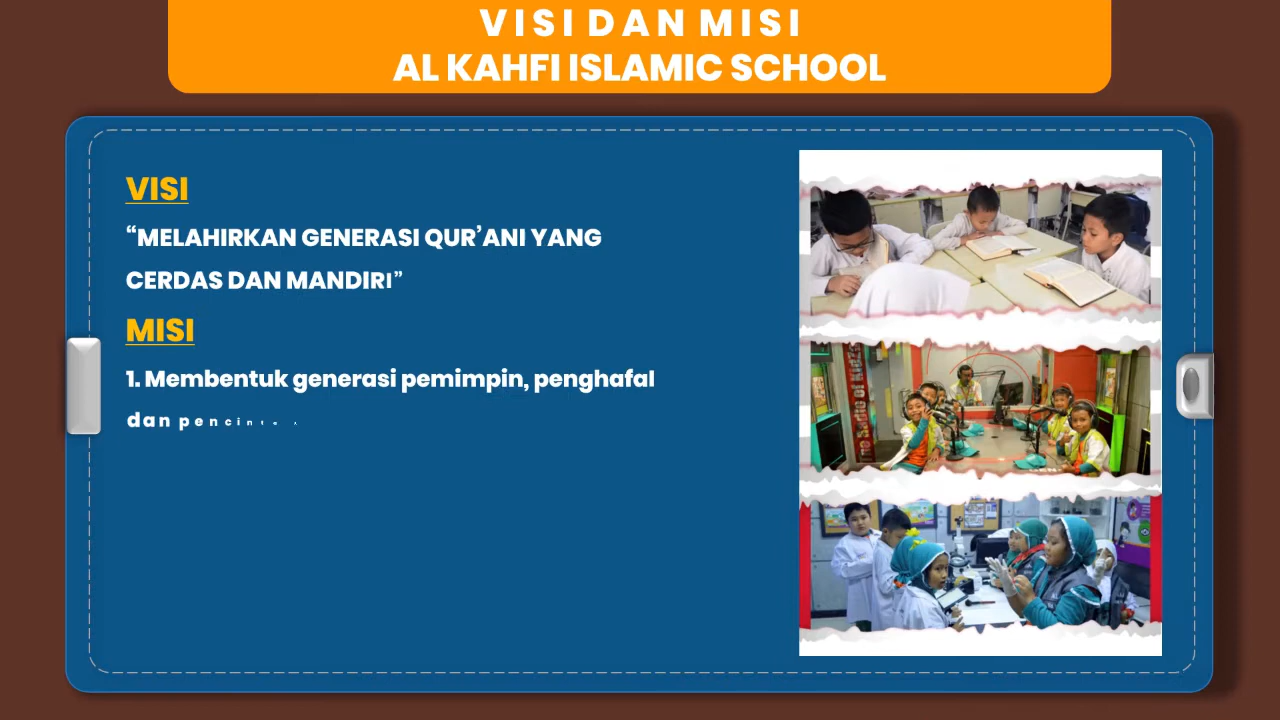 VISI DAN MISI
AL KAHFI ISLAMIC SCHOOL
VISI
“MELAHIRKAN GENERASI QUR’ANI YANG
CERDAS DAN MANDIRI”
MISI
1. Membentuk generasi pemimpin, penghafal
dan